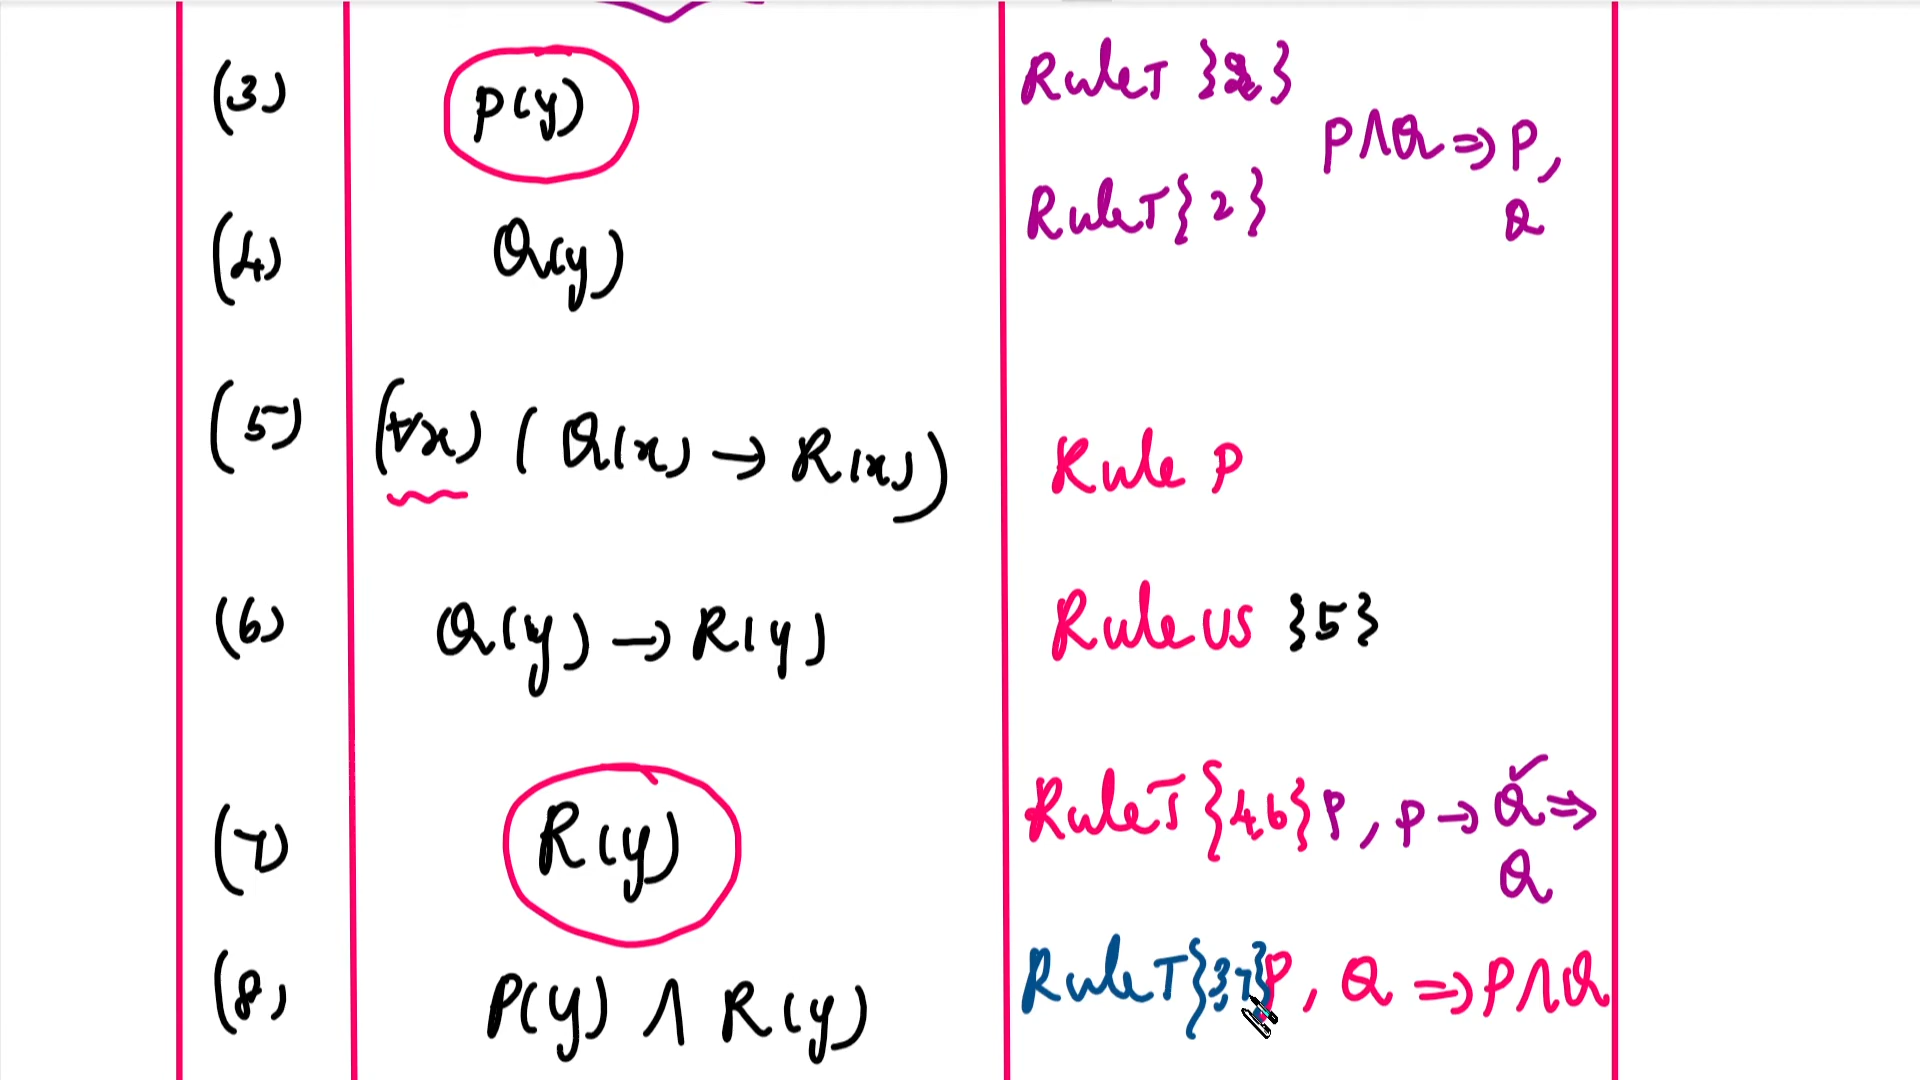 (3) P(y) Rule T {2}
P∧Q ⇒ P,
Q
(4) Q(y) Rule T {2}
(5) (∀x) (Q(x) → R(x)) Rule P
(6) Q(y) → R(y) Rule US {5}
(7) R(y) Rule T {4,6} P, P → Q ⇒
Q
(8) P(y) ∧ R(y) Rule T {3,7} P, Q ⇒ P∧Q